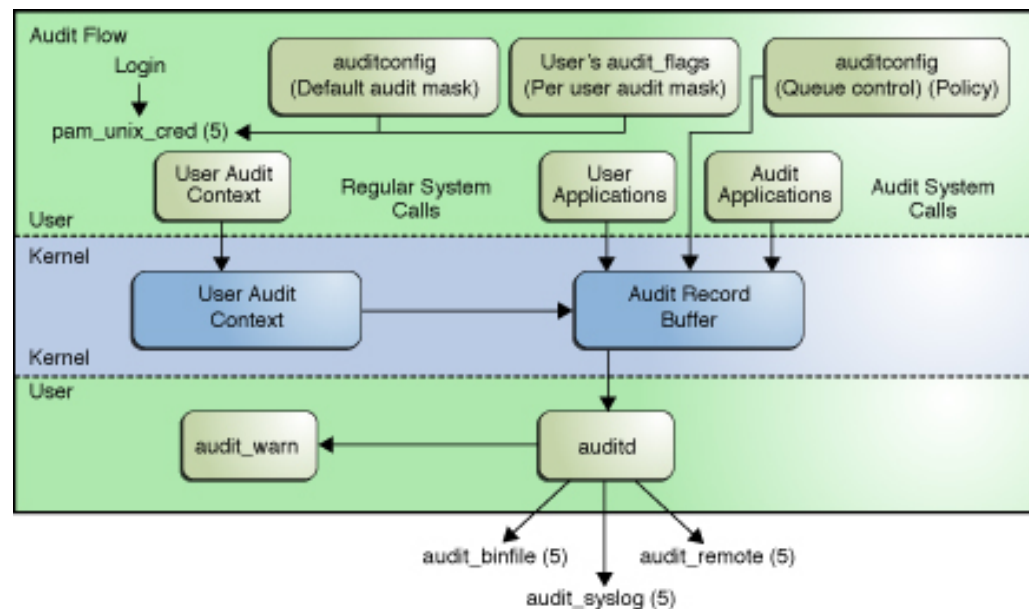 Audit Flow
Login
auditconfig
(Default audit mask)
User's audit_flags
(Per user audit mask)
auditconfig
(Queue control) (Policy)
pam_unix_cred (5)
User Audit
Context
Regular System
Calls
User
Applications
Audit
Applications
Audit System
Calls
User
Kernel
User Audit
Context
Audit Record
Buffer
Kernel
User
audit_warn
auditd
audit_binfile (5)
audit_remote (5)
audit_syslog (5)